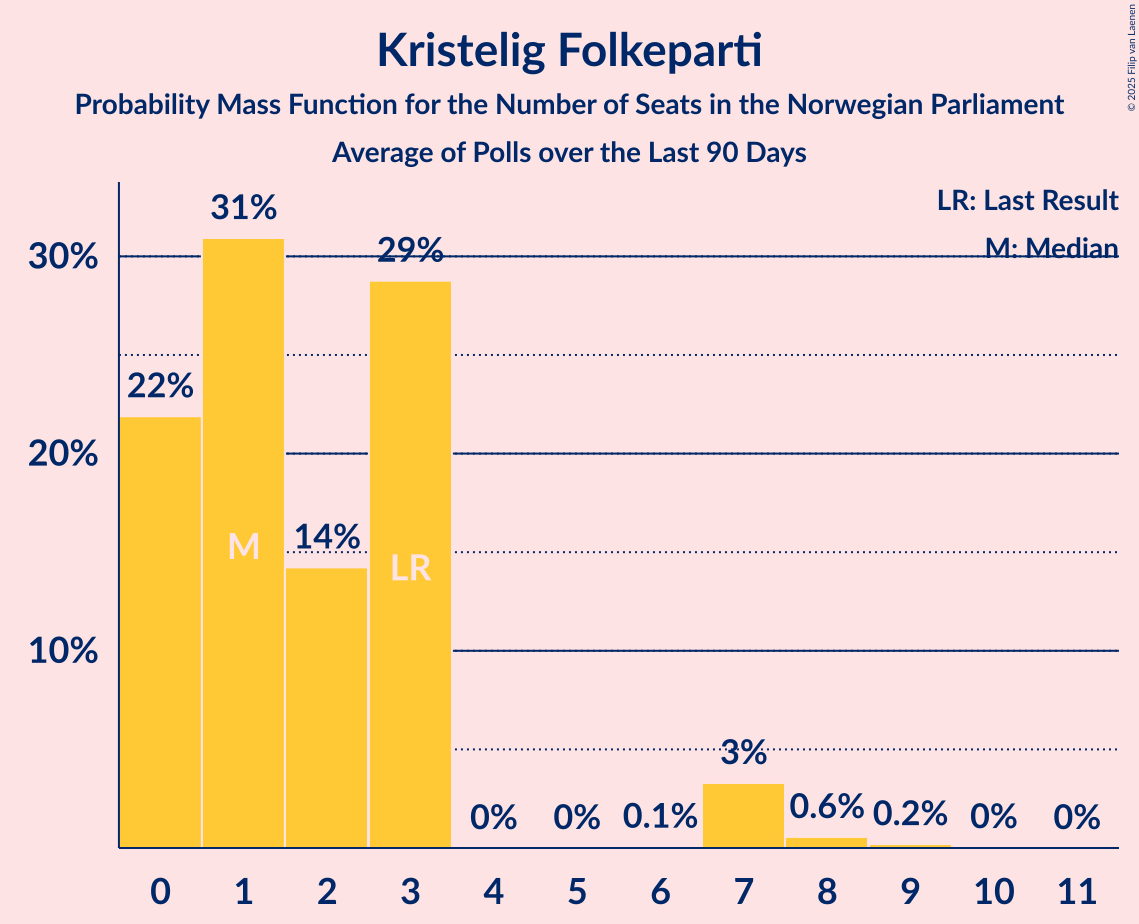 Kristelig Folkeparti
Probability Mass Function for the Number of Seats in the Norwegian Parliament
Average of Polls over the Last 90 Days
© 2025 Filip van Laenen
LR: Last Result
M: Median
31%
29%
30%
22%
20%
14%
M
LR
10%
3%
0% 0% 0.1% 0.6% 0.2% 0% 0%
0 1 2 3 4 5 6 7 8 9 10 11